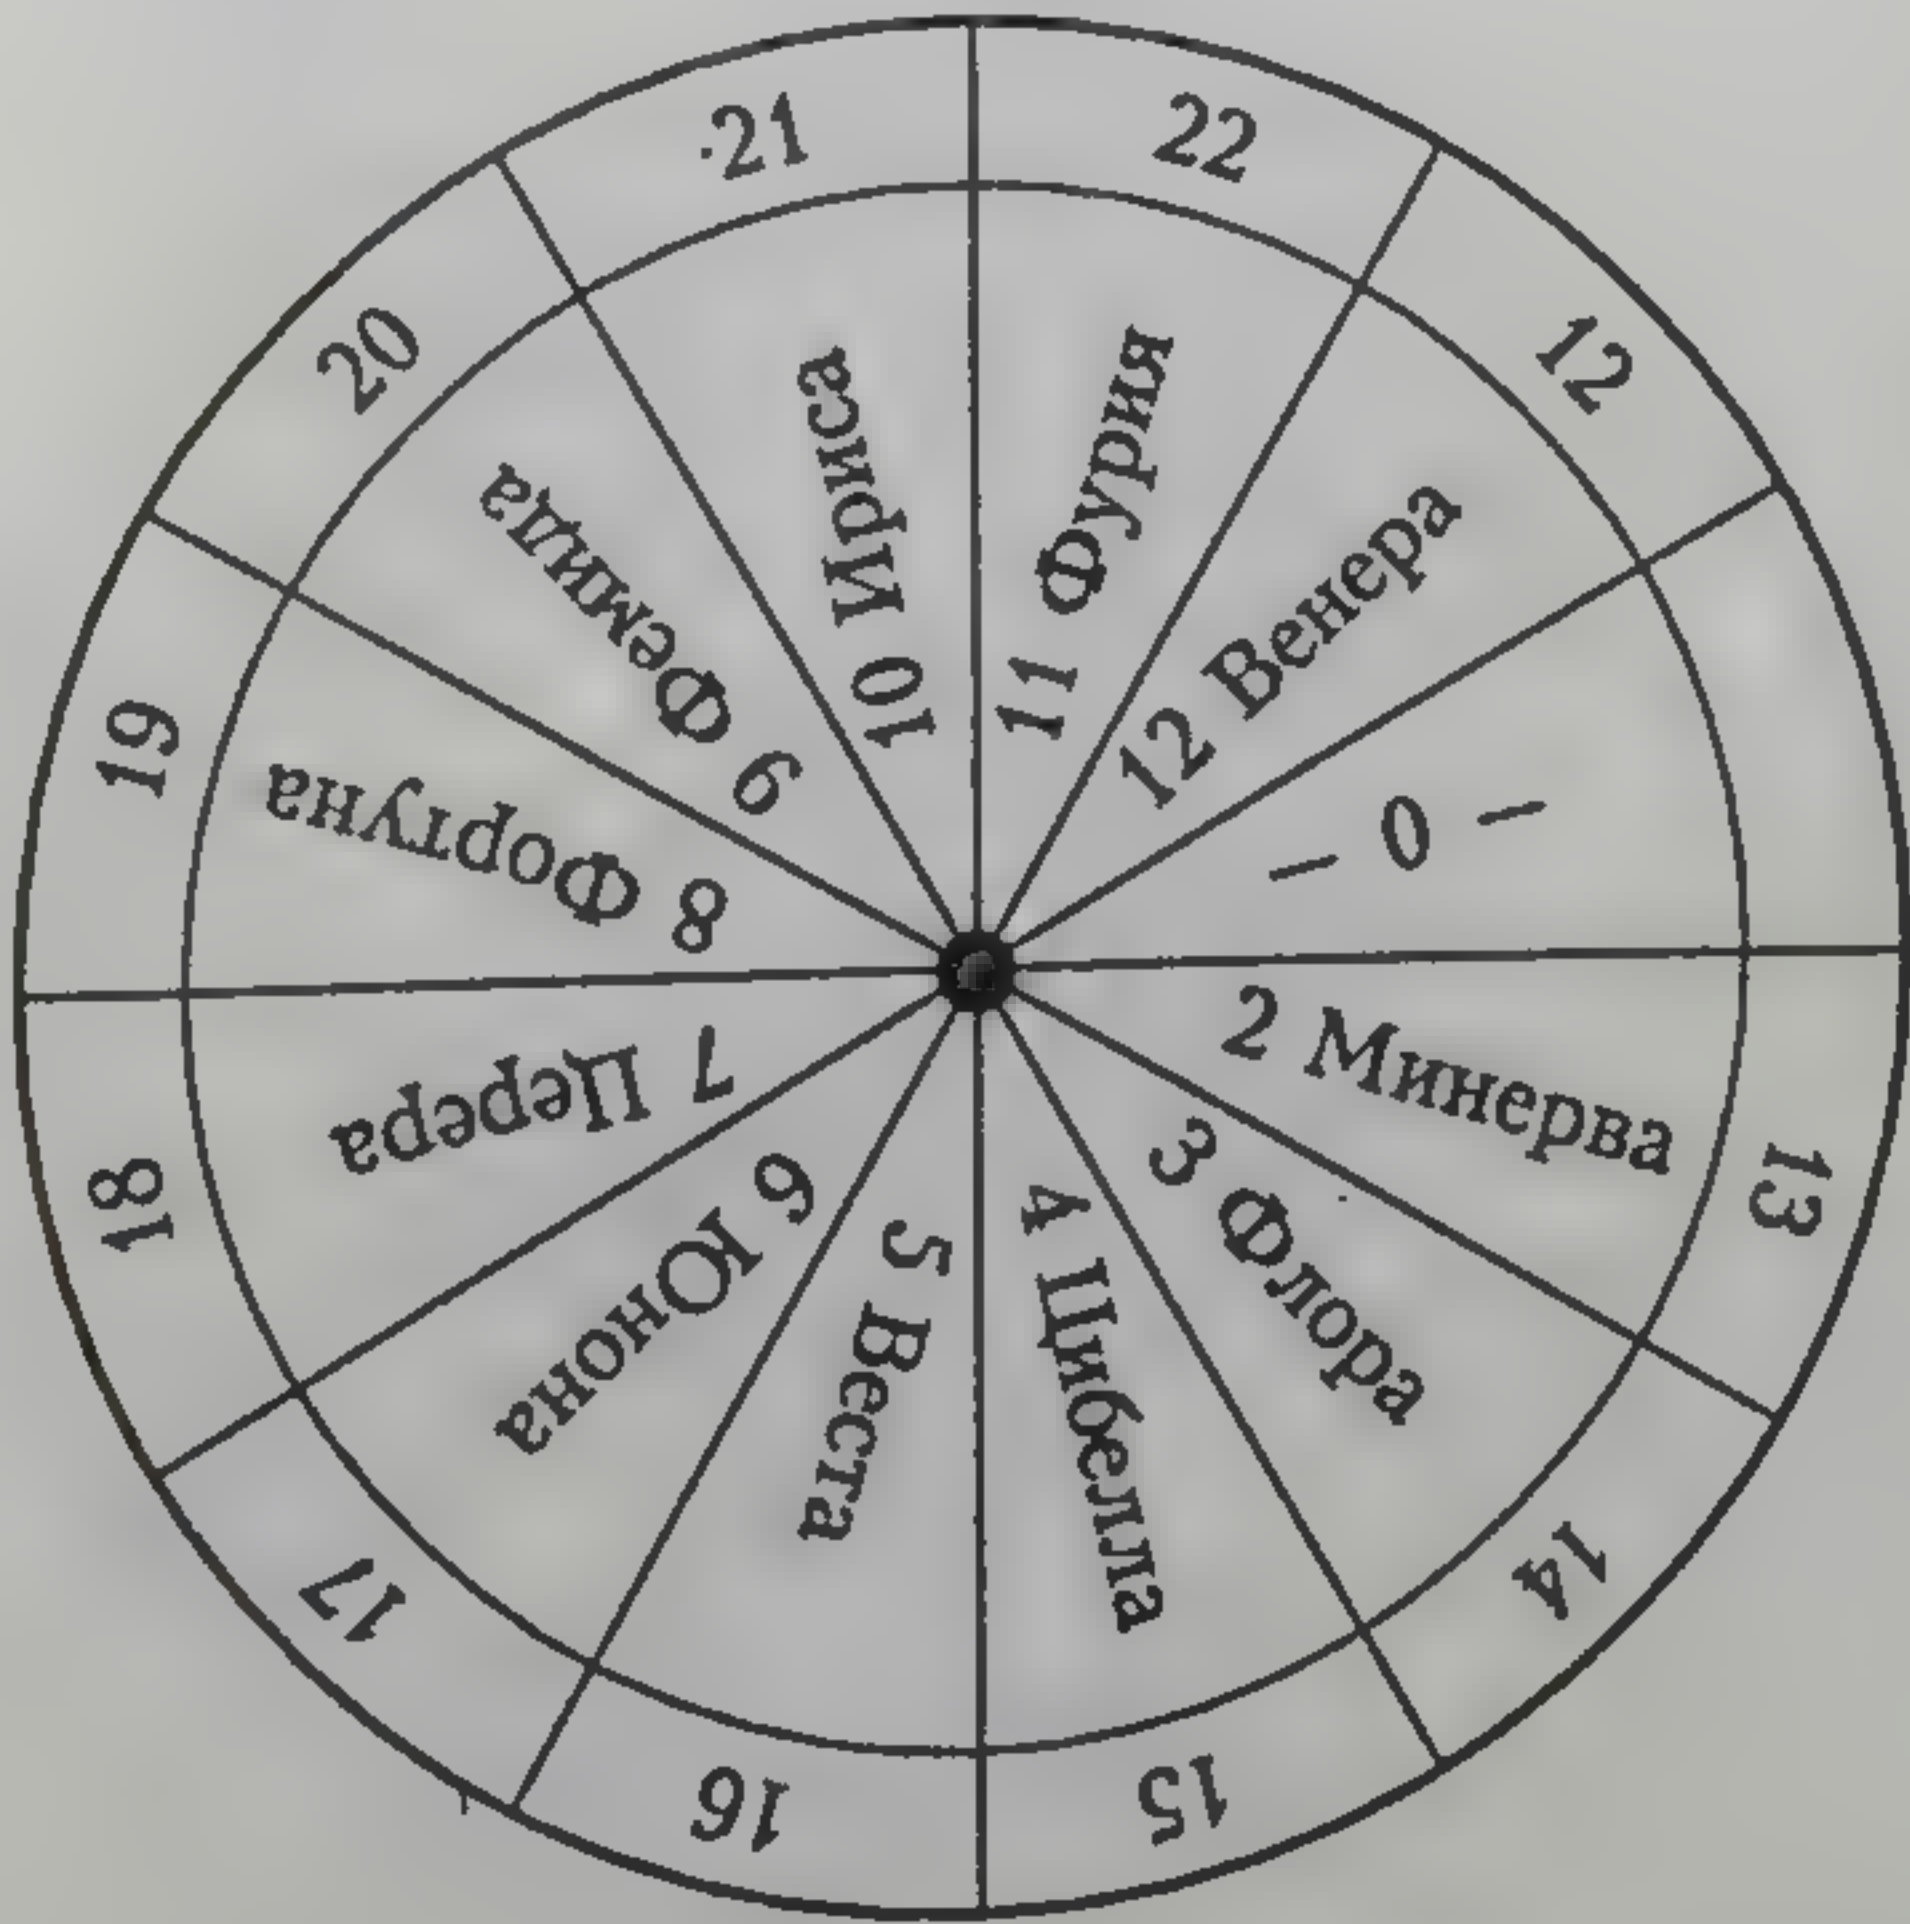 22
12
13
14
15
16
17
18
19
20
21
– 0 –
2 Минерва
3 Флора
4 Цибелла
5 Веста
6 Юнона
7 Церера
8 Фортуна
9 Фемида
10 Ириса
11 Фурия
12 Венера